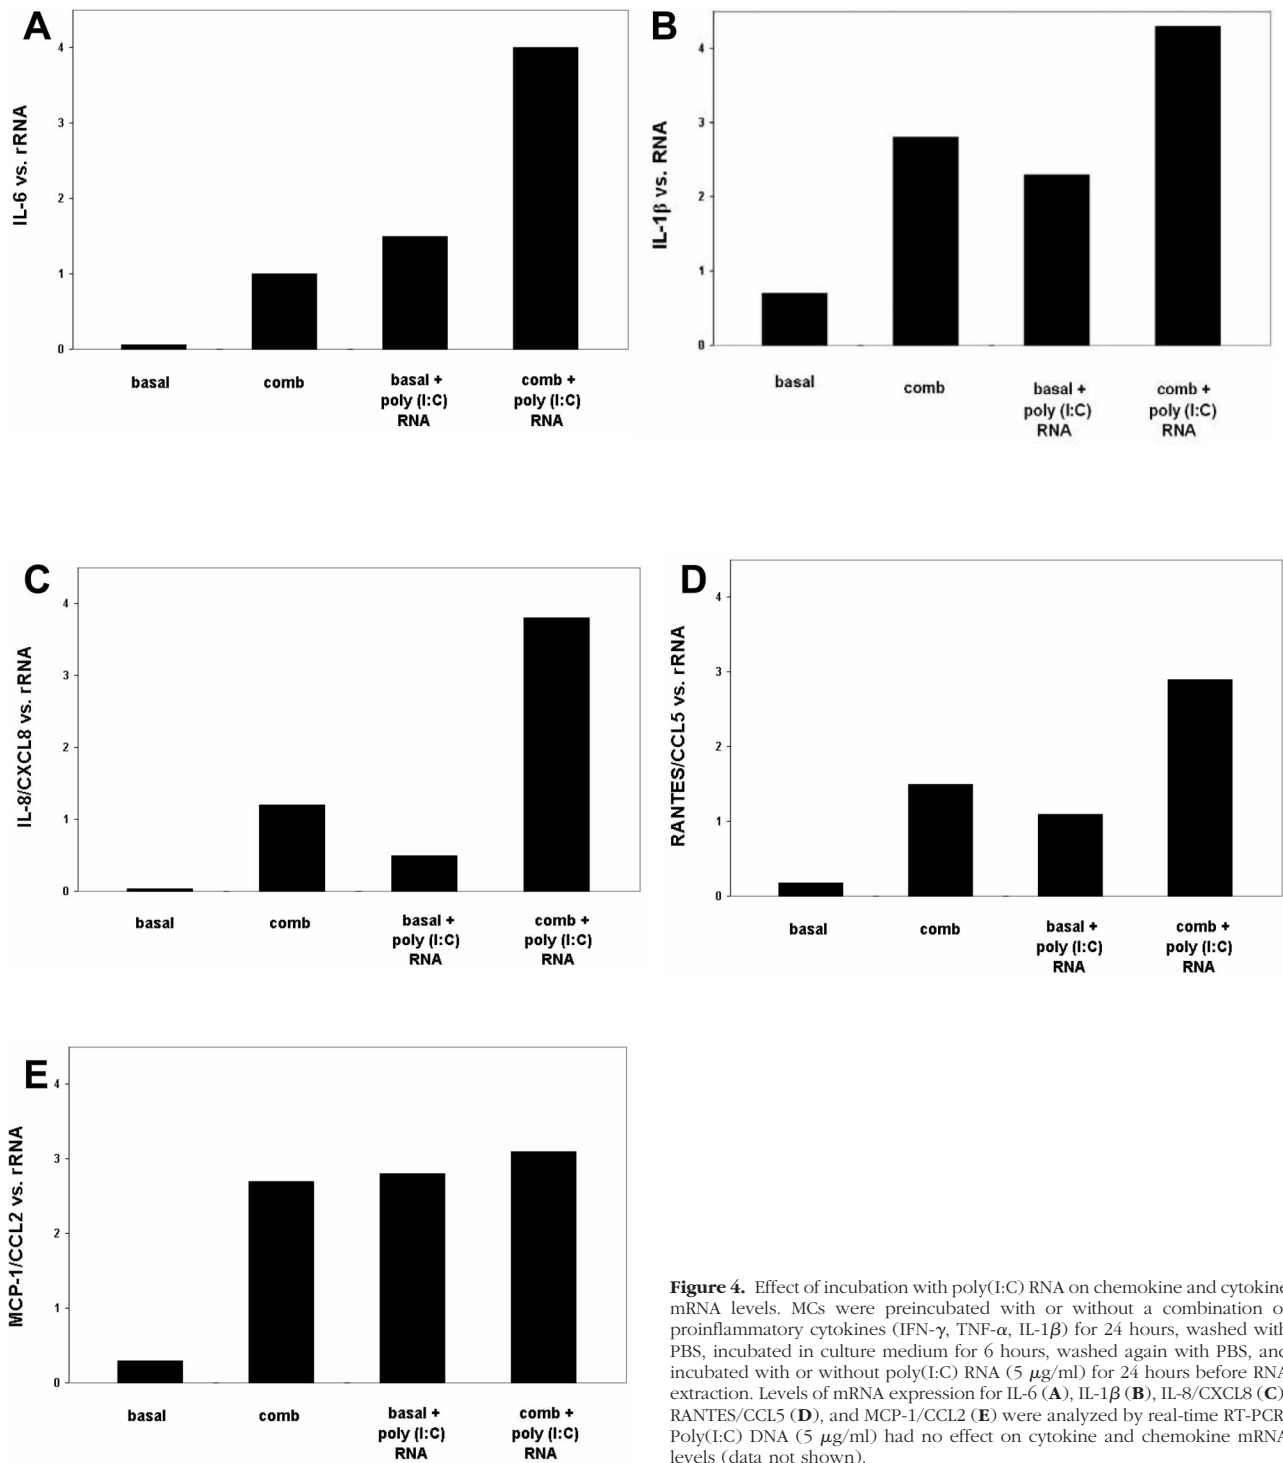 A
IL-6 vs. rRNA
4
3
2
1
0
basal
comb
basal +
poly (I:C)
RNA
comb +
poly (I:C)
RNA
B
IL-1β vs. RNA
4
3
2
1
0
basal
comb
basal +
poly (I:C)
RNA
comb +
poly (I:C)
RNA
C
IL-8/CXCL8 vs. rRNA
4
3
2
1
0
basal
comb
basal +
poly (I:C)
RNA
comb +
poly (I:C)
RNA
D
RANTES/CCL5 vs. rRNA
4
3
2
1
0
basal
comb
basal +
poly (I:C)
RNA
comb +
poly (I:C)
RNA
E
MCP-1/CCL2 vs. rRNA
4
3
2
1
0
basal
comb
basal +
poly (I:C)
RNA
comb +
poly (I:C)
RNA
Figure 4. Effect of incubation with poly(I:C) RNA on chemokine and cytokine
mRNA levels. MCs were preincubated with or without a combination o
proinflammatory cytokines (IFN-γ, TNF-α, IL-1β) for 24 hours, washed with
PBS, incubated in culture medium for 6 hours, washed again with PBS, and
incubated with or without poly(I:C) RNA (5 μg/ml) for 24 hours before RNA
extraction. Levels of mRNA expression for IL-6 (A), IL-1β (B), IL-8/CXCL8 (C)
RANTES/CCL5 (D), and MCP-1/CCL2 (E) were analyzed by real-time RT-PCR
Poly(I:C) DNA (5 μg/ml) had no effect on cytokine and chemokine mRNA
levels (data not shown).